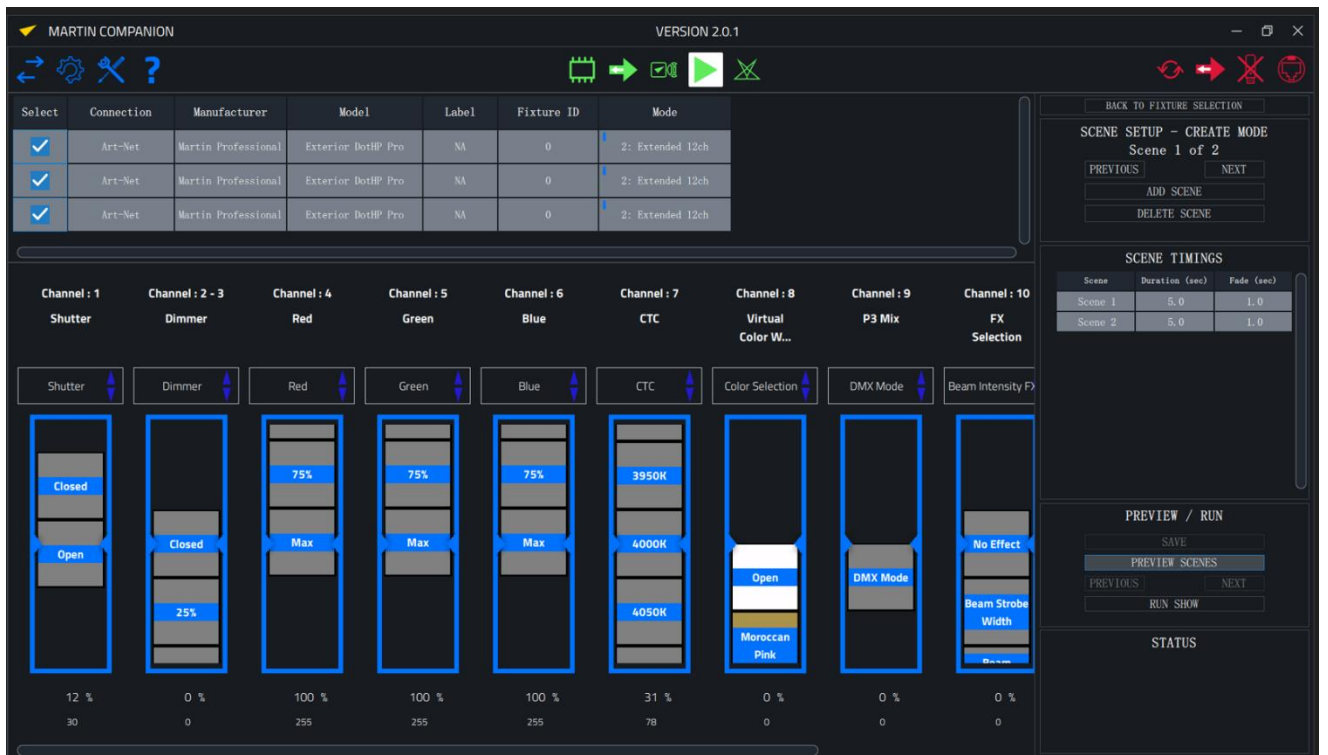 MARTIN COMPANION
VERSION 2.0.1
Select Connection Manufacturer Model Label Fixture ID Mode
Art-Net Martin Professional Exterior DotHP Pro NA 0 2: Extended 12ch
Art-Net Martin Professional Exterior DotHP Pro NA 0 2: Extended 12ch
Art-Net Martin Professional Exterior DotHP Pro NA 0 2: Extended 12ch
Channel : 1 Channel : 2 - 3 Channel : 4 Channel : 5 Channel : 6 Channel : 7 Channel : 8 Channel : 9 Channel : 10
Shutter Dimmer Red Green Blue CTC Virtual P3 Mix FX
Color W... Selection
Shutter Dimmer Red Green Blue CTC Color Selection DMX Mode Beam Intensity FX
75% 75% 75% 3950K
Closed
Closed Max Max Max 4000K No Effect
Open
Open DMX Mode
25% 4050K Beam Strobe
Width
Moroccan
Pink
Beam
12 % 0 % 100 % 100 % 100 % 31 % 0 % 0 % 0 %
30 0 255 255 255 78 0 0 0
BACK TO FIXTURE SELECTION
SCENE SETUP - CREATE MODE
Scene 1 of 2
PREVIOUS NEXT
ADD SCENE
DELETE SCENE
SCENE TIMINGS
Scene Duration (sec) Fade (sec)
Scene 1 5.0 1.0
Scene 2 5.0 1.0
PREVIEW / RUN
SAVE
PREVIEW SCENES
PREVIOUS NEXT
RUN SHOW
STATUS